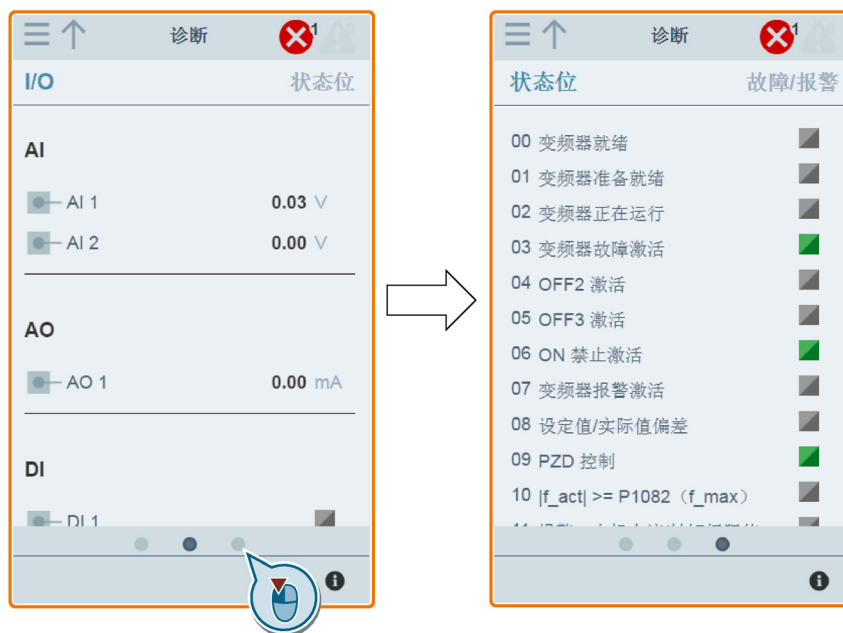 诊断
1
I/O
状态位
AI
AI 1
0.03 V
AI 2
0.00 V
AO
AO 1
0.00 mA
DI
DI 1
诊断
1
状态位
故障/报警
00 变频器就绪
01 变频器准备就绪
02 变频器正在运行
03 变频器故障激活
04 OFF2 激活
05 OFF3 激活
06 ON 禁止激活
07 变频器报警激活
08 设定值/实际值偏差
09 PZD 控制
10 |f_act| >= P1082（f_max）